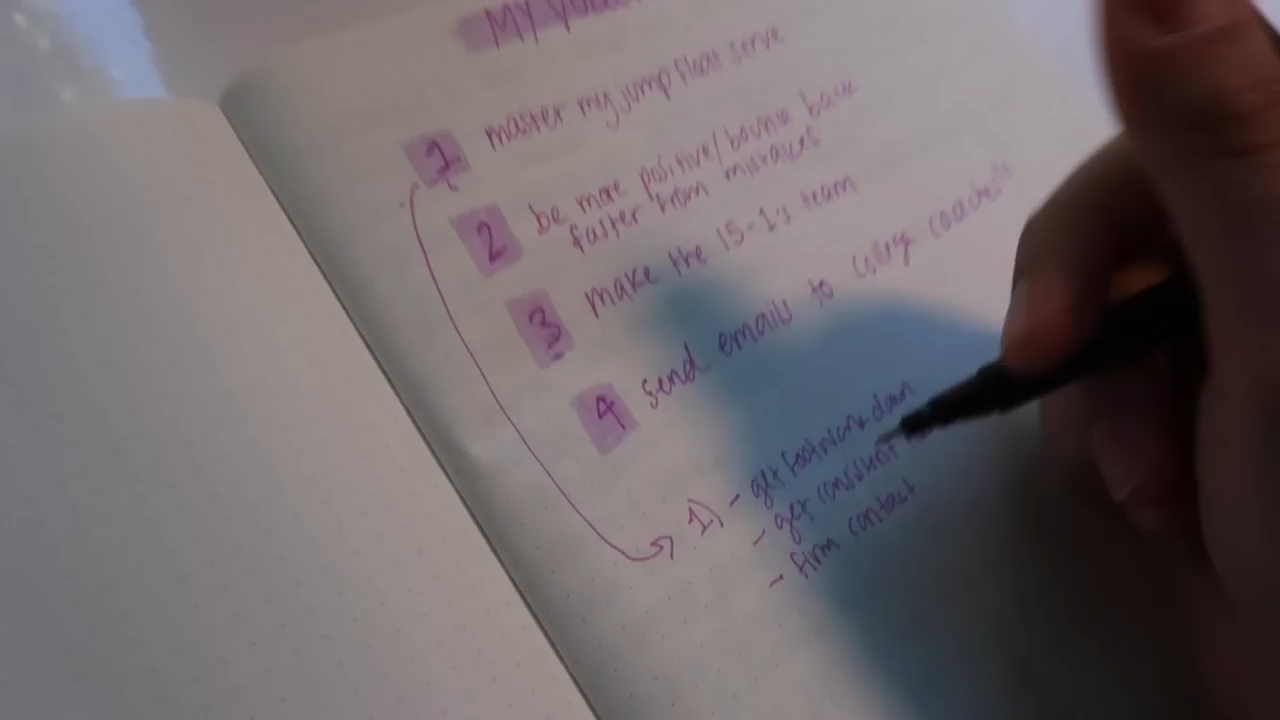 MY
1 master my jump float serve
2 be more positive/bounce back
faster from mistakes
3 make the 15-1's team
4 send emails to college coaches
1) - get footwork down
- get consistent
- firm contact